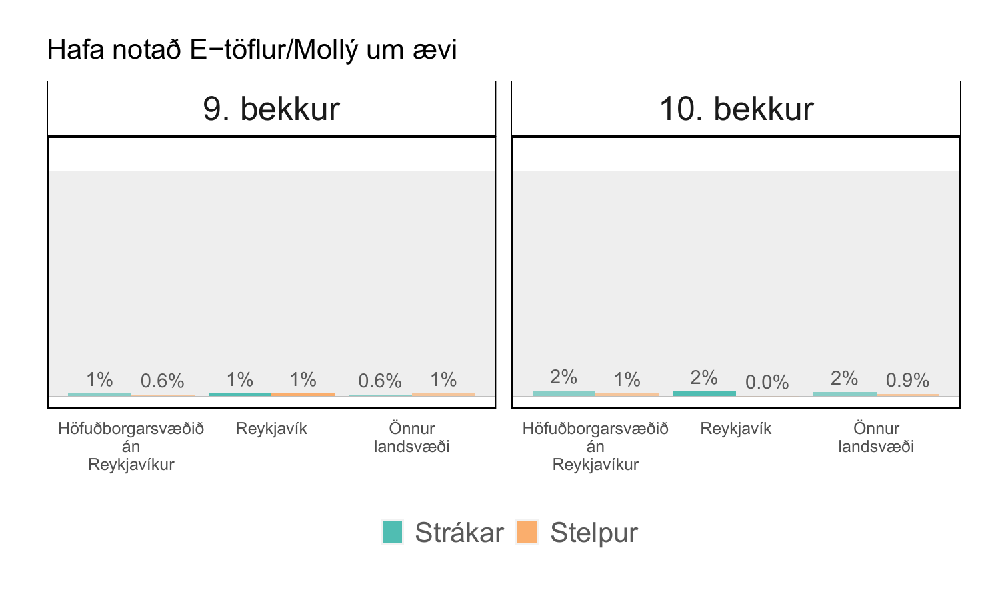 Hafa notað E−töflur/Mollý um ævi
9. bekkur
10. bekkur
1% 0.6% 1% 1% 0.6% 1%
2% 1% 2% 0.0% 2% 0.9%
Höfuðborgarsvæðið
án
Reykjavíkur
Reykjavík
Önnur
landsvæði
Höfuðborgarsvæðið
án
Reykjavíkur
Reykjavík
Önnur
landsvæði
Strákar Stelpur